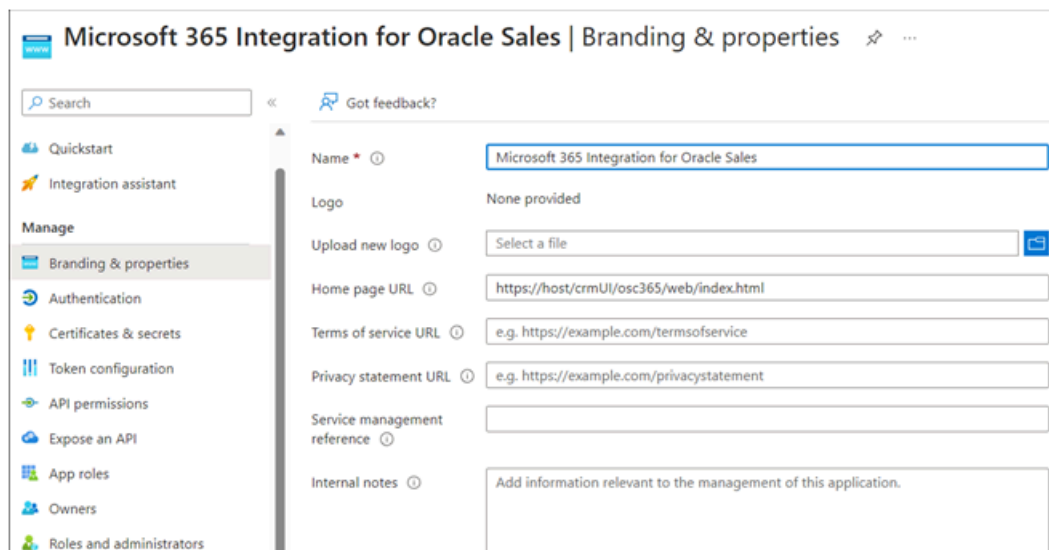 Microsoft 365 Integration for Oracle Sales | Branding & properties
Search
Got feedback?
Quickstart
Integration assistant
Manage
Branding & properties
Authentication
Certificates & secrets
Token configuration
API permissions
Expose an API
App roles
Owners
Roles and administrators
Name *
Microsoft 365 Integration for Oracle Sales
Logo
None provided
Upload new logo
Select a file
Home page URL
https://host/crmUI/osc365/web/index.html
Terms of service URL
e.g. https://example.com/termsofservice
Privacy statement URL
e.g. https://example.com/privacystatement
Service management
reference
Internal notes
Add information relevant to the management of this application.